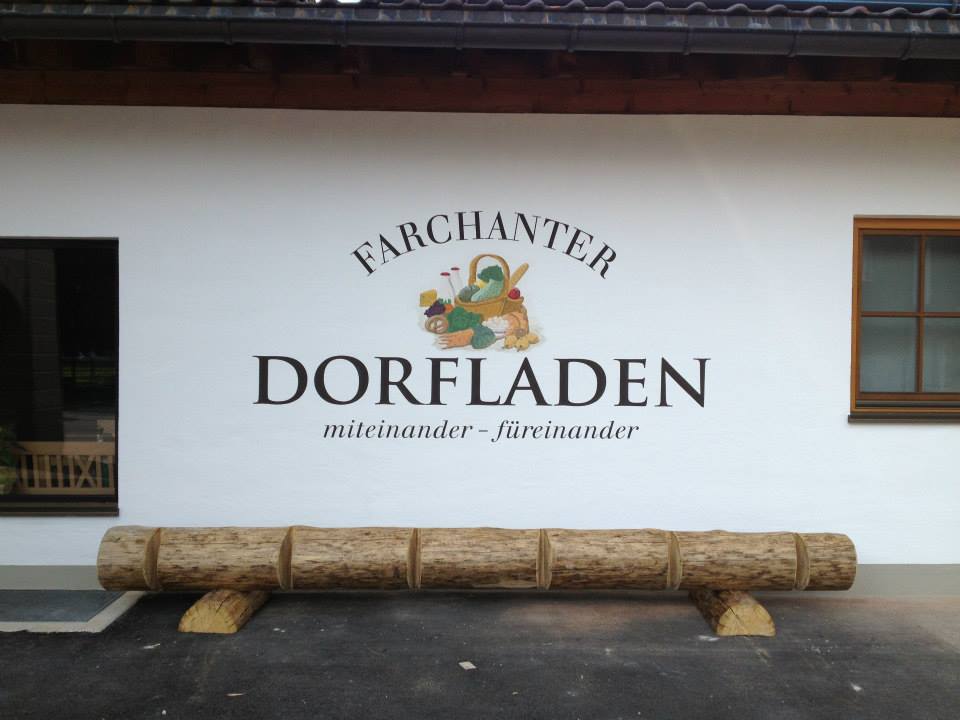 FARCHANTER
DORFLADEN
miteinander – füreinander